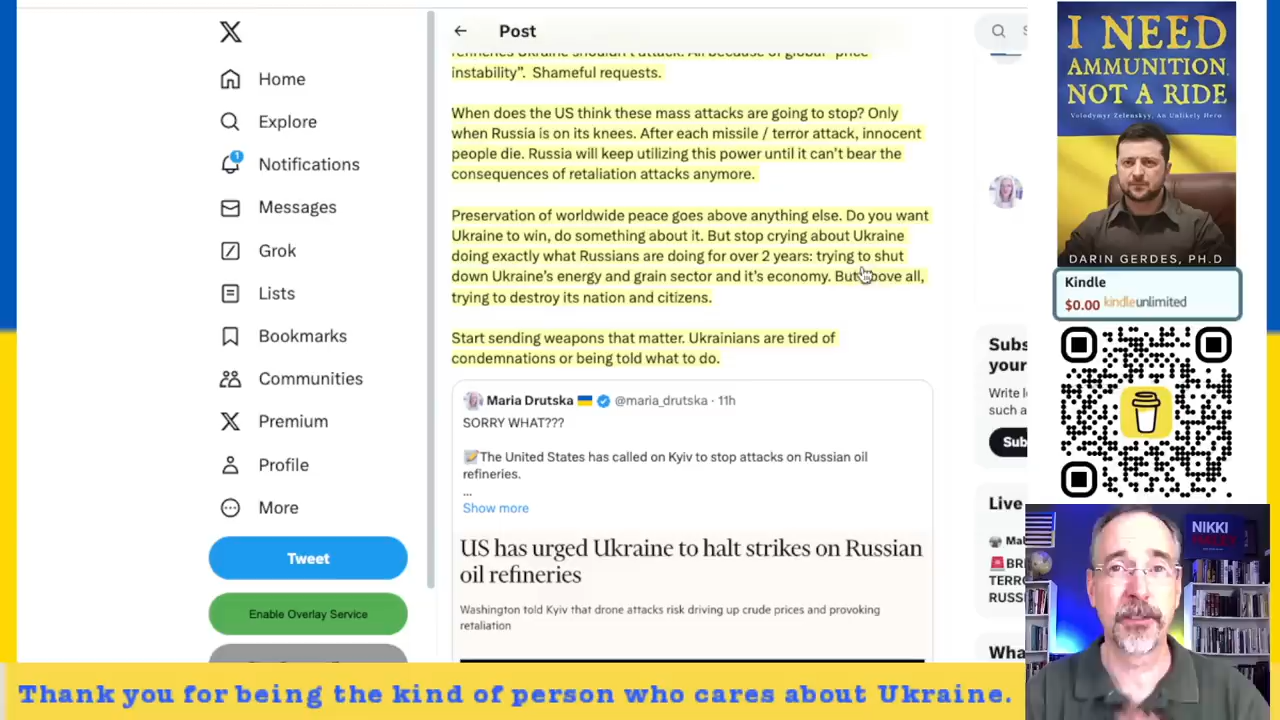 Post
instability". Shameful requests.
When does the US think these mass attacks are going to stop? Only
when Russia is on its knees. After each missile / terror attack, innocent
people die. Russia will keep utilizing this power until it can't bear the
consequences of retaliation attacks anymore.
Preservation of worldwide peace goes above anything else. Do you want
Ukraine to win, do something about it. But stop crying about Ukraine
doing exactly what Russians are doing for over 2 years: trying to shut
down Ukraine's energy and grain sector and it's economy. But above all,
trying to destroy its nation and citizens.
Start sending weapons that matter. Ukrainians are tired of
condemnations or being told what to do.
Maria Drutska @maria_drutska · 11h
SORRY WHAT???
The United States has called on Kyiv to stop attacks on Russian oil
refineries.
...
Show more
US has urged Ukraine to halt strikes on Russian
oil refineries
Washington told Kyiv that drone attacks risk driving up crude prices and provoking
retaliation
Home
Explore
1
Notifications
Messages
Grok
Lists
Bookmarks
Communities
Premium
Profile
More
Tweet
Enable Overlay Service
Subs
your
Write
such a
Sub
Live
Wha
I NEED
AMMUNITION,
NOT A RIDE
Volodymyr Zelenskyy, An Unlikely Hero
DARIN GERDES, PH.D
Kindle
$0.00 kindleunlimited
NIKKI
Thank you for being the kind of person who cares about Ukraine.